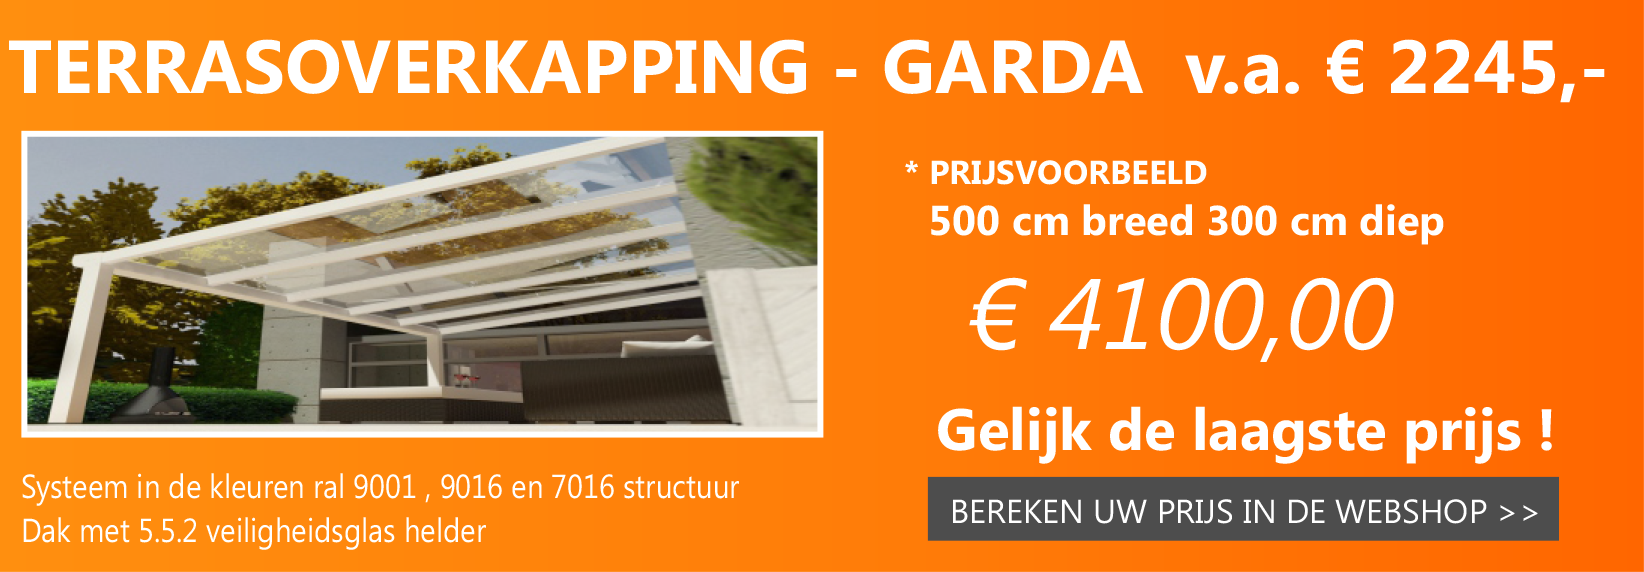 TERRASOVERKAPPING - GARDA v.a. € 2245,-
* PRIJSVOORBEELD
500 cm breed 300 cm diep
€ 4100,00
Gelijk de laagste prijs !
Systeem in de kleuren ral 9001 , 9016 en 7016 structuur
Dak met 5.5.2 veiligheidsglas helder
BEREKEN UW PRIJS IN DE WEBSHOP >>